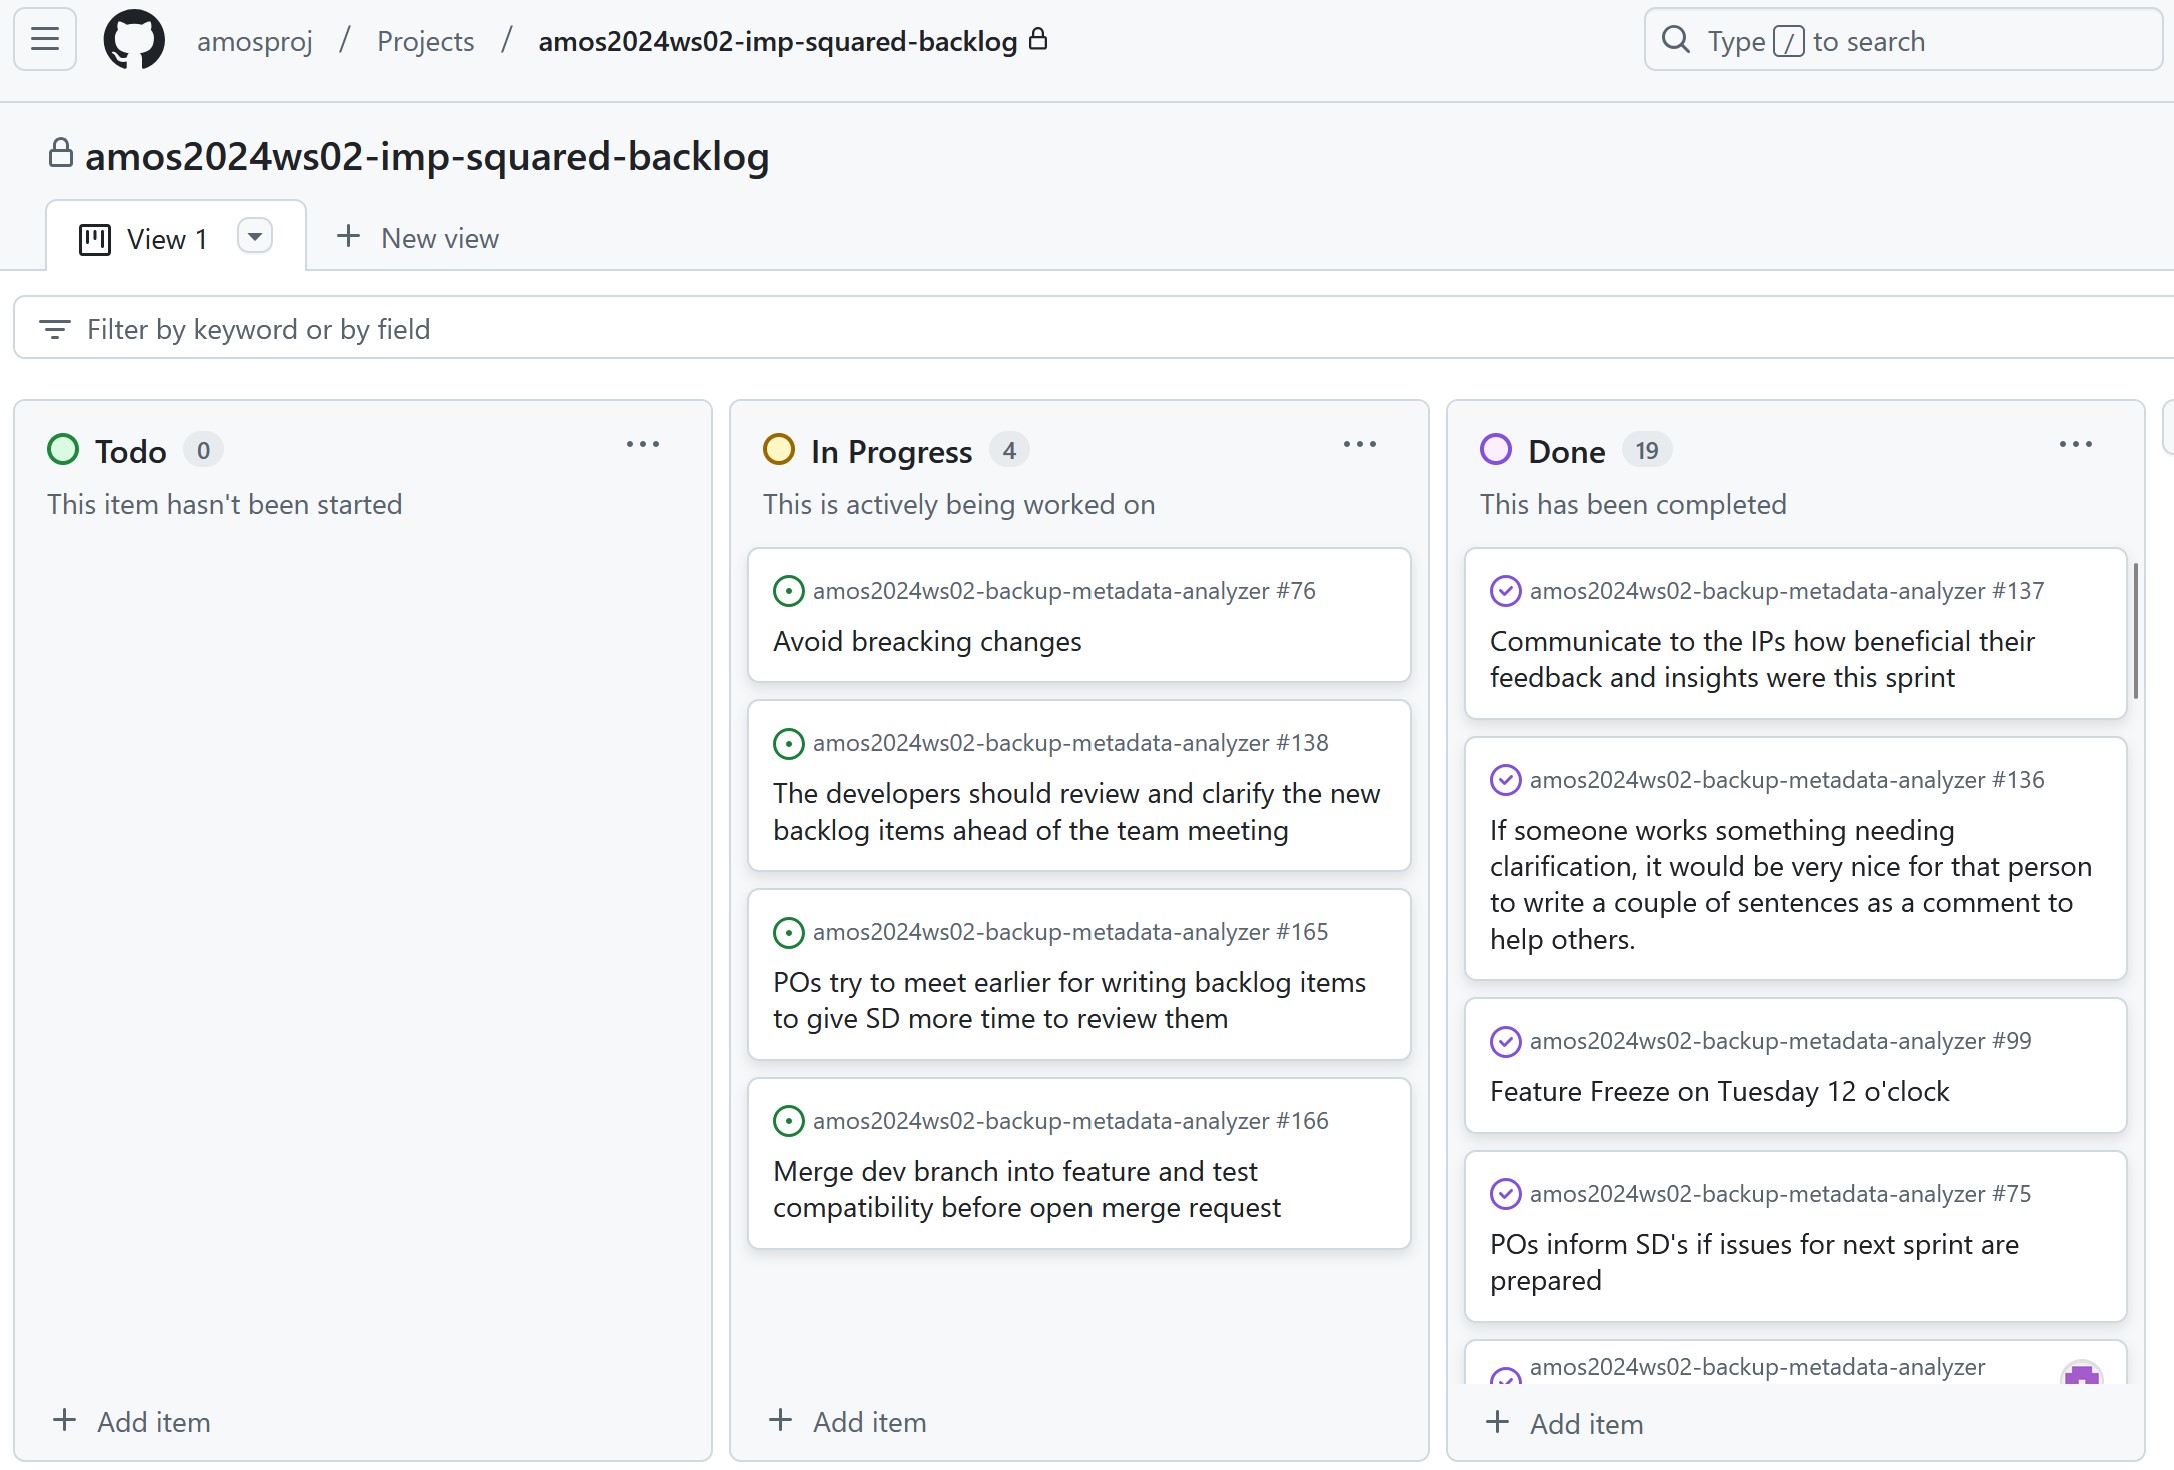 amosproj / Projects / amos2024ws02-imp-squared-backlog
Type / to search
amos2024ws02-imp-squared-backlog
View 1
New view
Filter by keyword or by field
Todo 0
This item hasn't been started
Add item
In Progress 4
This is actively being worked on
amos2024ws02-backup-metadata-analyzer #76
Avoid breacking changes
amos2024ws02-backup-metadata-analyzer #138
The developers should review and clarify the new
backlog items ahead of the team meeting
amos2024ws02-backup-metadata-analyzer #165
POs try to meet earlier for writing backlog items
to give SD more time to review them
amos2024ws02-backup-metadata-analyzer #166
Merge dev branch into feature and test
compatibility before open merge request
Add item
Done 19
This has been completed
amos2024ws02-backup-metadata-analyzer #137
Communicate to the IPs how beneficial their
feedback and insights were this sprint
amos2024ws02-backup-metadata-analyzer #136
If someone works something needing
clarification, it would be very nice for that person
to write a couple of sentences as a comment to
help others.
amos2024ws02-backup-metadata-analyzer #99
Feature Freeze on Tuesday 12 o'clock
amos2024ws02-backup-metadata-analyzer #75
POs inform SD's if issues for next sprint are
prepared
amos2024ws02-backup-metadata-analyzer
Add item